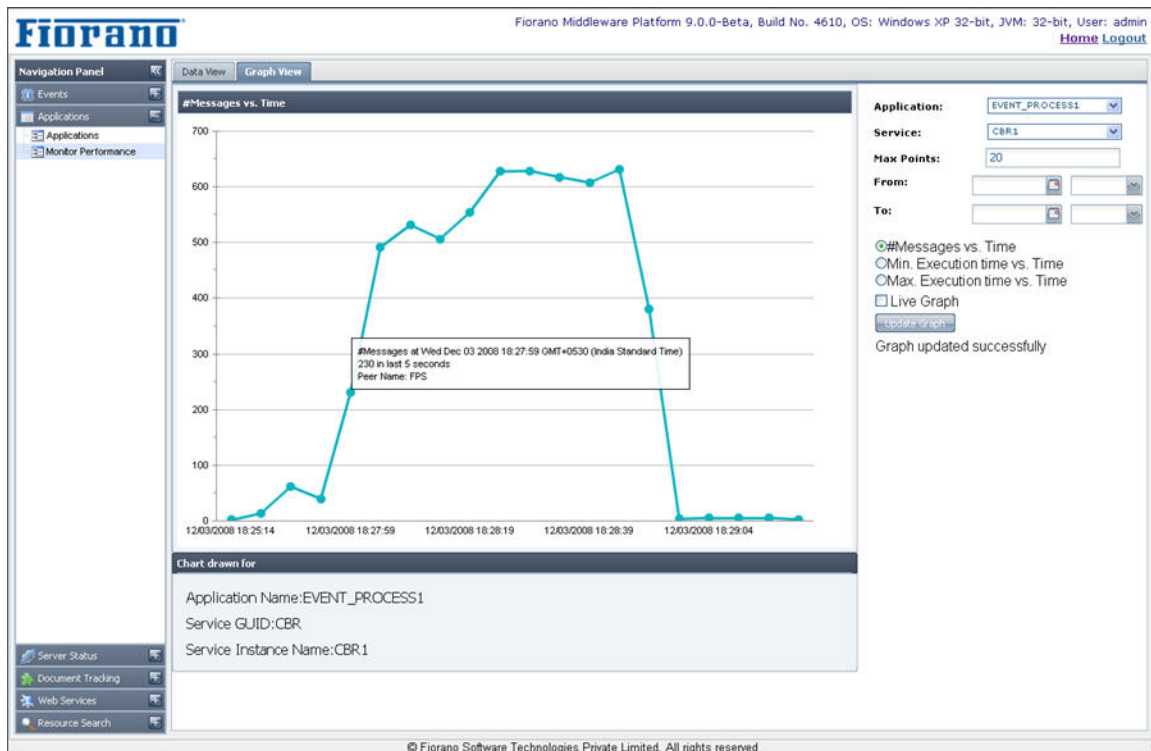 Fiorano
Fiorano Middleware Platform 9.0.0-Beta, Build No. 4610, OS: Windows XP 32-bit, JVM: 32-bit, User: admin
Home Logout
Navigation Panel
Events
Applications
Applications
Monitor Performance
Server Status
Document Tracking
Web Services
Resource Search
Data View Graph View
#Messages vs. Time
700
600
500
400
300
200
100
0
#Messages at Wed Dec 03 2008 18:27:59 GMT+0530 (India Standard Time)
230 in last 5 seconds
Peer Name: FPS
12/03/2008 18:25:14 12/03/2008 18:27:59 12/03/2008 18:28:19 12/03/2008 18:28:39 12/03/2008 18:29:04
Chart drawn for
Application Name:EVENT_PROCESS1
Service GUID:CBR
Service Instance Name:CBR1
Application: EVENT_PROCESS1
Service: CBR1
Max Points: 20
From:
To:
#Messages vs. Time
Min. Execution time vs. Time
Max. Execution time vs. Time
Live Graph
Update Graph
Graph updated successfully
© Fiorano Software Technologies Private Limited. All rights reserved